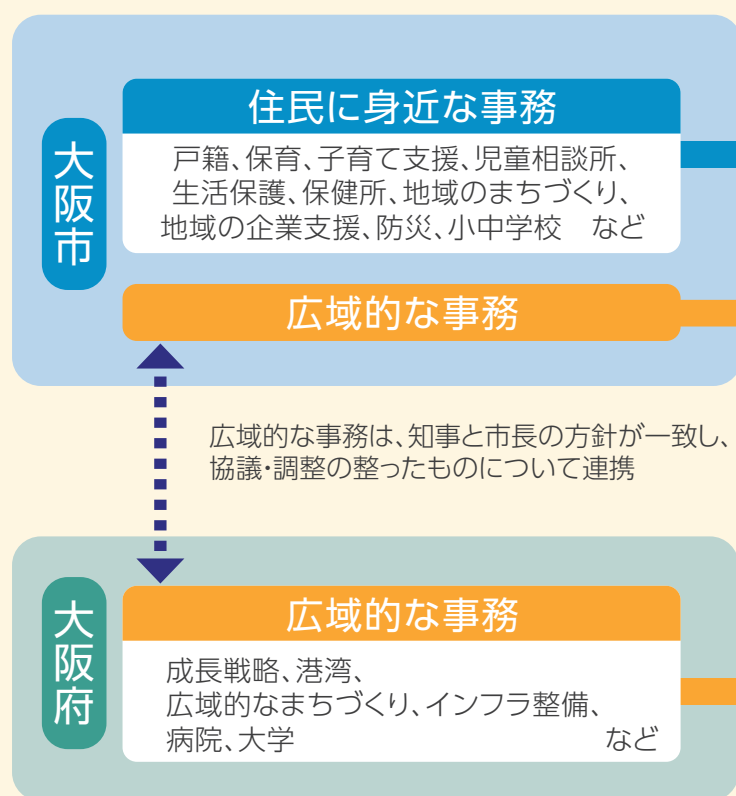 大阪市
住民に身近な事務
戸籍、保育、子育て支援、児童相談所、
生活保護、保健所、地域のまちづくり、
地域の企業支援、防災、小中学校　など
広域的な事務
広域的な事務は、知事と市長の方針が一致し、
協議・調整の整ったものについて連携
大阪府
広域的な事務
成長戦略、港湾、
広域的なまちづくり、インフラ整備、
病院、大学　など